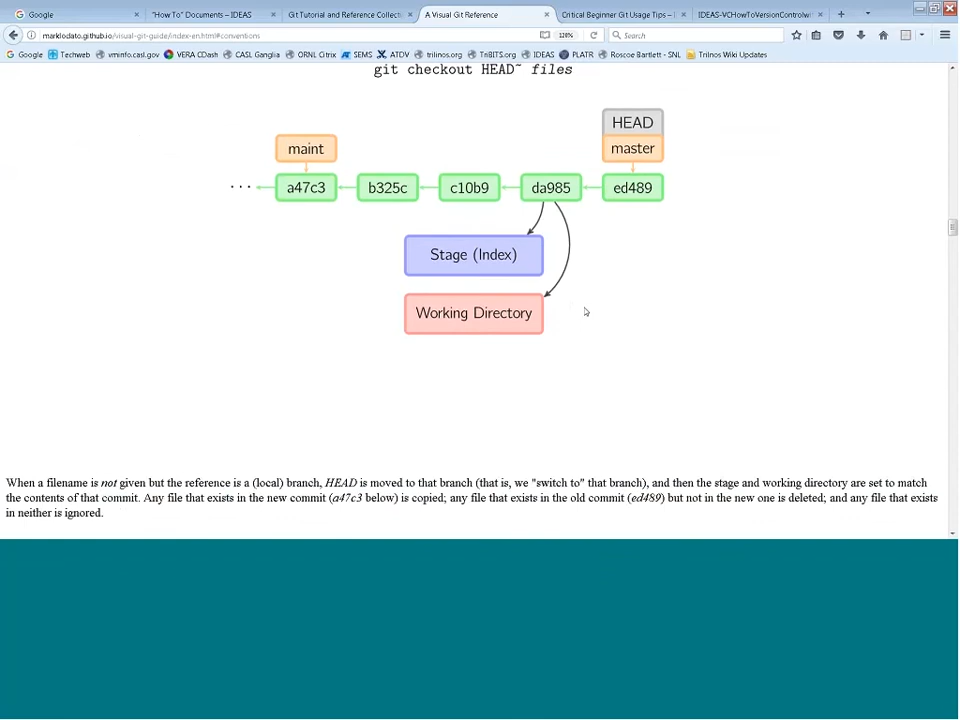 Google
"How To" Documents – IDEAS
Git Tutorial and Reference Collecti
A Visual Git Reference
Critical Beginner Git Usage Tips – |
IDEAS-VCHowToVersionControlwi
marklodato.github.io/visual-git-guide/index-en.html#conventions
120%
Search
Google
Techweb
vminfo.casl.gov
VERA CDash
CASL Ganglia
ORNL Citrix
SEMS
ATDV
trilinos.org
TriBITS.org
IDEAS
PLATR
Roscoe Bartlett - SNL
Trilnos Wiki Updates
git checkout HEAD~ files
HEAD
maint
master
... a47c3 b325c c10b9 da985 ed489
Stage (Index)
Working Directory
When a filename is not given but the reference is a (local) branch, HEAD is moved to that branch (that is, we "switch to" that branch), and then the stage and working directory are set to match
the contents of that commit. Any file that exists in the new commit (a47c3 below) is copied; any file that exists in the old commit (ed489) but not in the new one is deleted; and any file that exists
in neither is ignored.